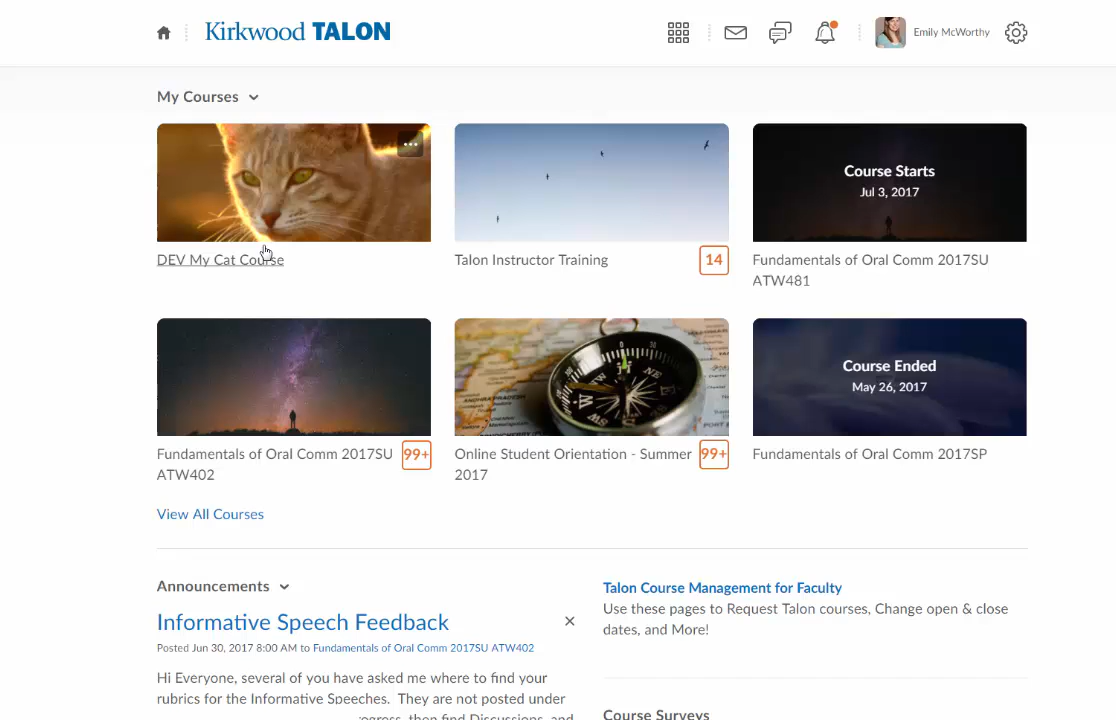 Kirkwood TALON
Emily McWorthy
My Courses
DEV My Cat Course
Talon Instructor Training
14
Course Starts
Jul 3, 2017
Fundamentals of Oral Comm 2017SU
ATW481
Fundamentals of Oral Comm 2017SU
ATW402
99+
Online Student Orientation - Summer
2017
99+
Course Ended
May 26, 2017
Fundamentals of Oral Comm 2017SP
View All Courses
Announcements
Informative Speech Feedback
Posted Jun 30, 2017 8:00 AM to Fundamentals of Oral Comm 2017SU ATW402
Hi Everyone, several of you have asked me where to find your
rubrics for the Informative Speeches. They are not posted under
then find Discussions, and
Talon Course Management for Faculty
Use these pages to Request Talon courses, Change open & close
dates, and More!
Course Surveys